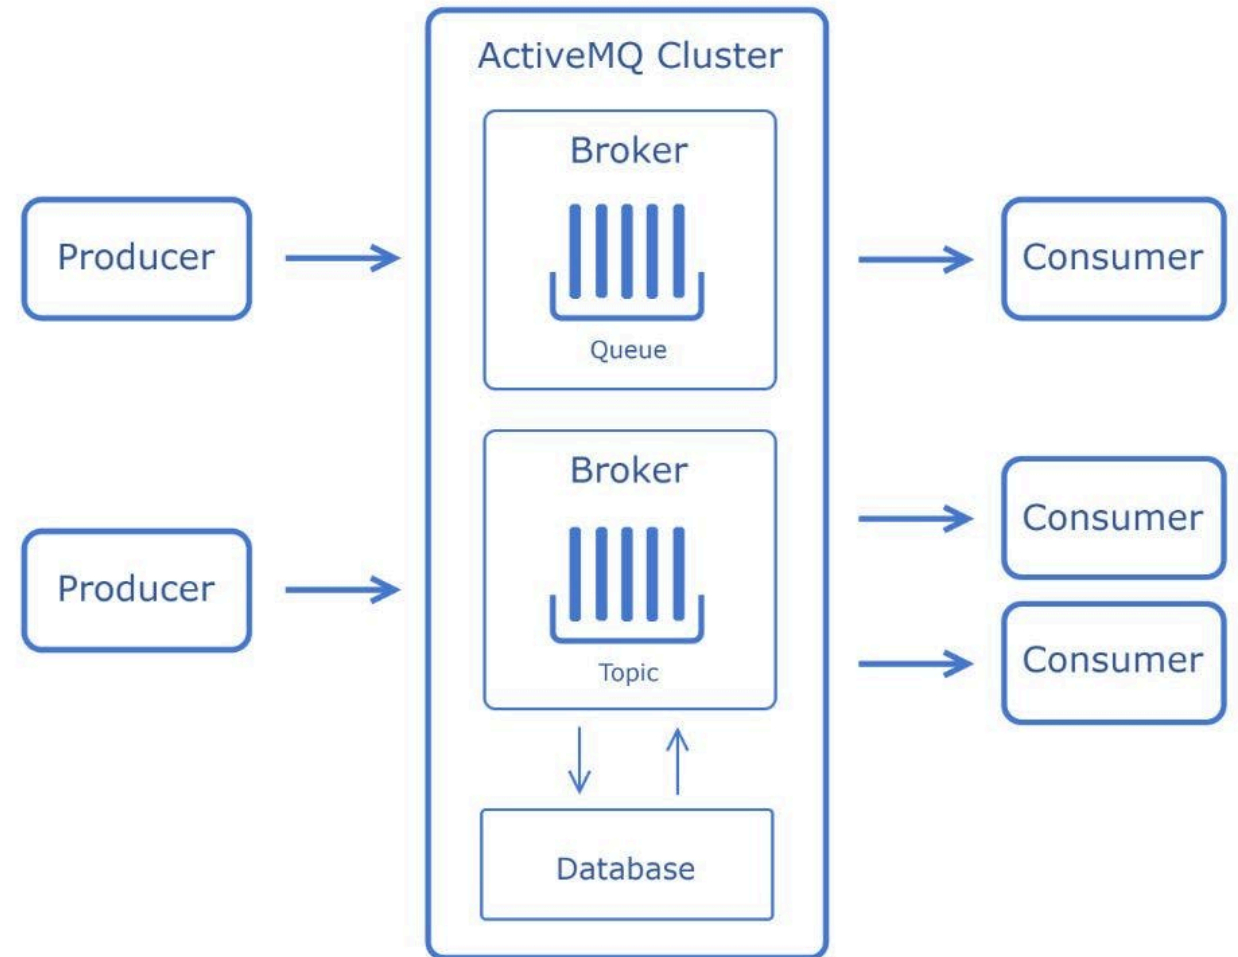 ActiveMQ Cluster
Broker
Queue
Producer
Consumer
Broker
Topic
Producer
Consumer
Consumer
Database